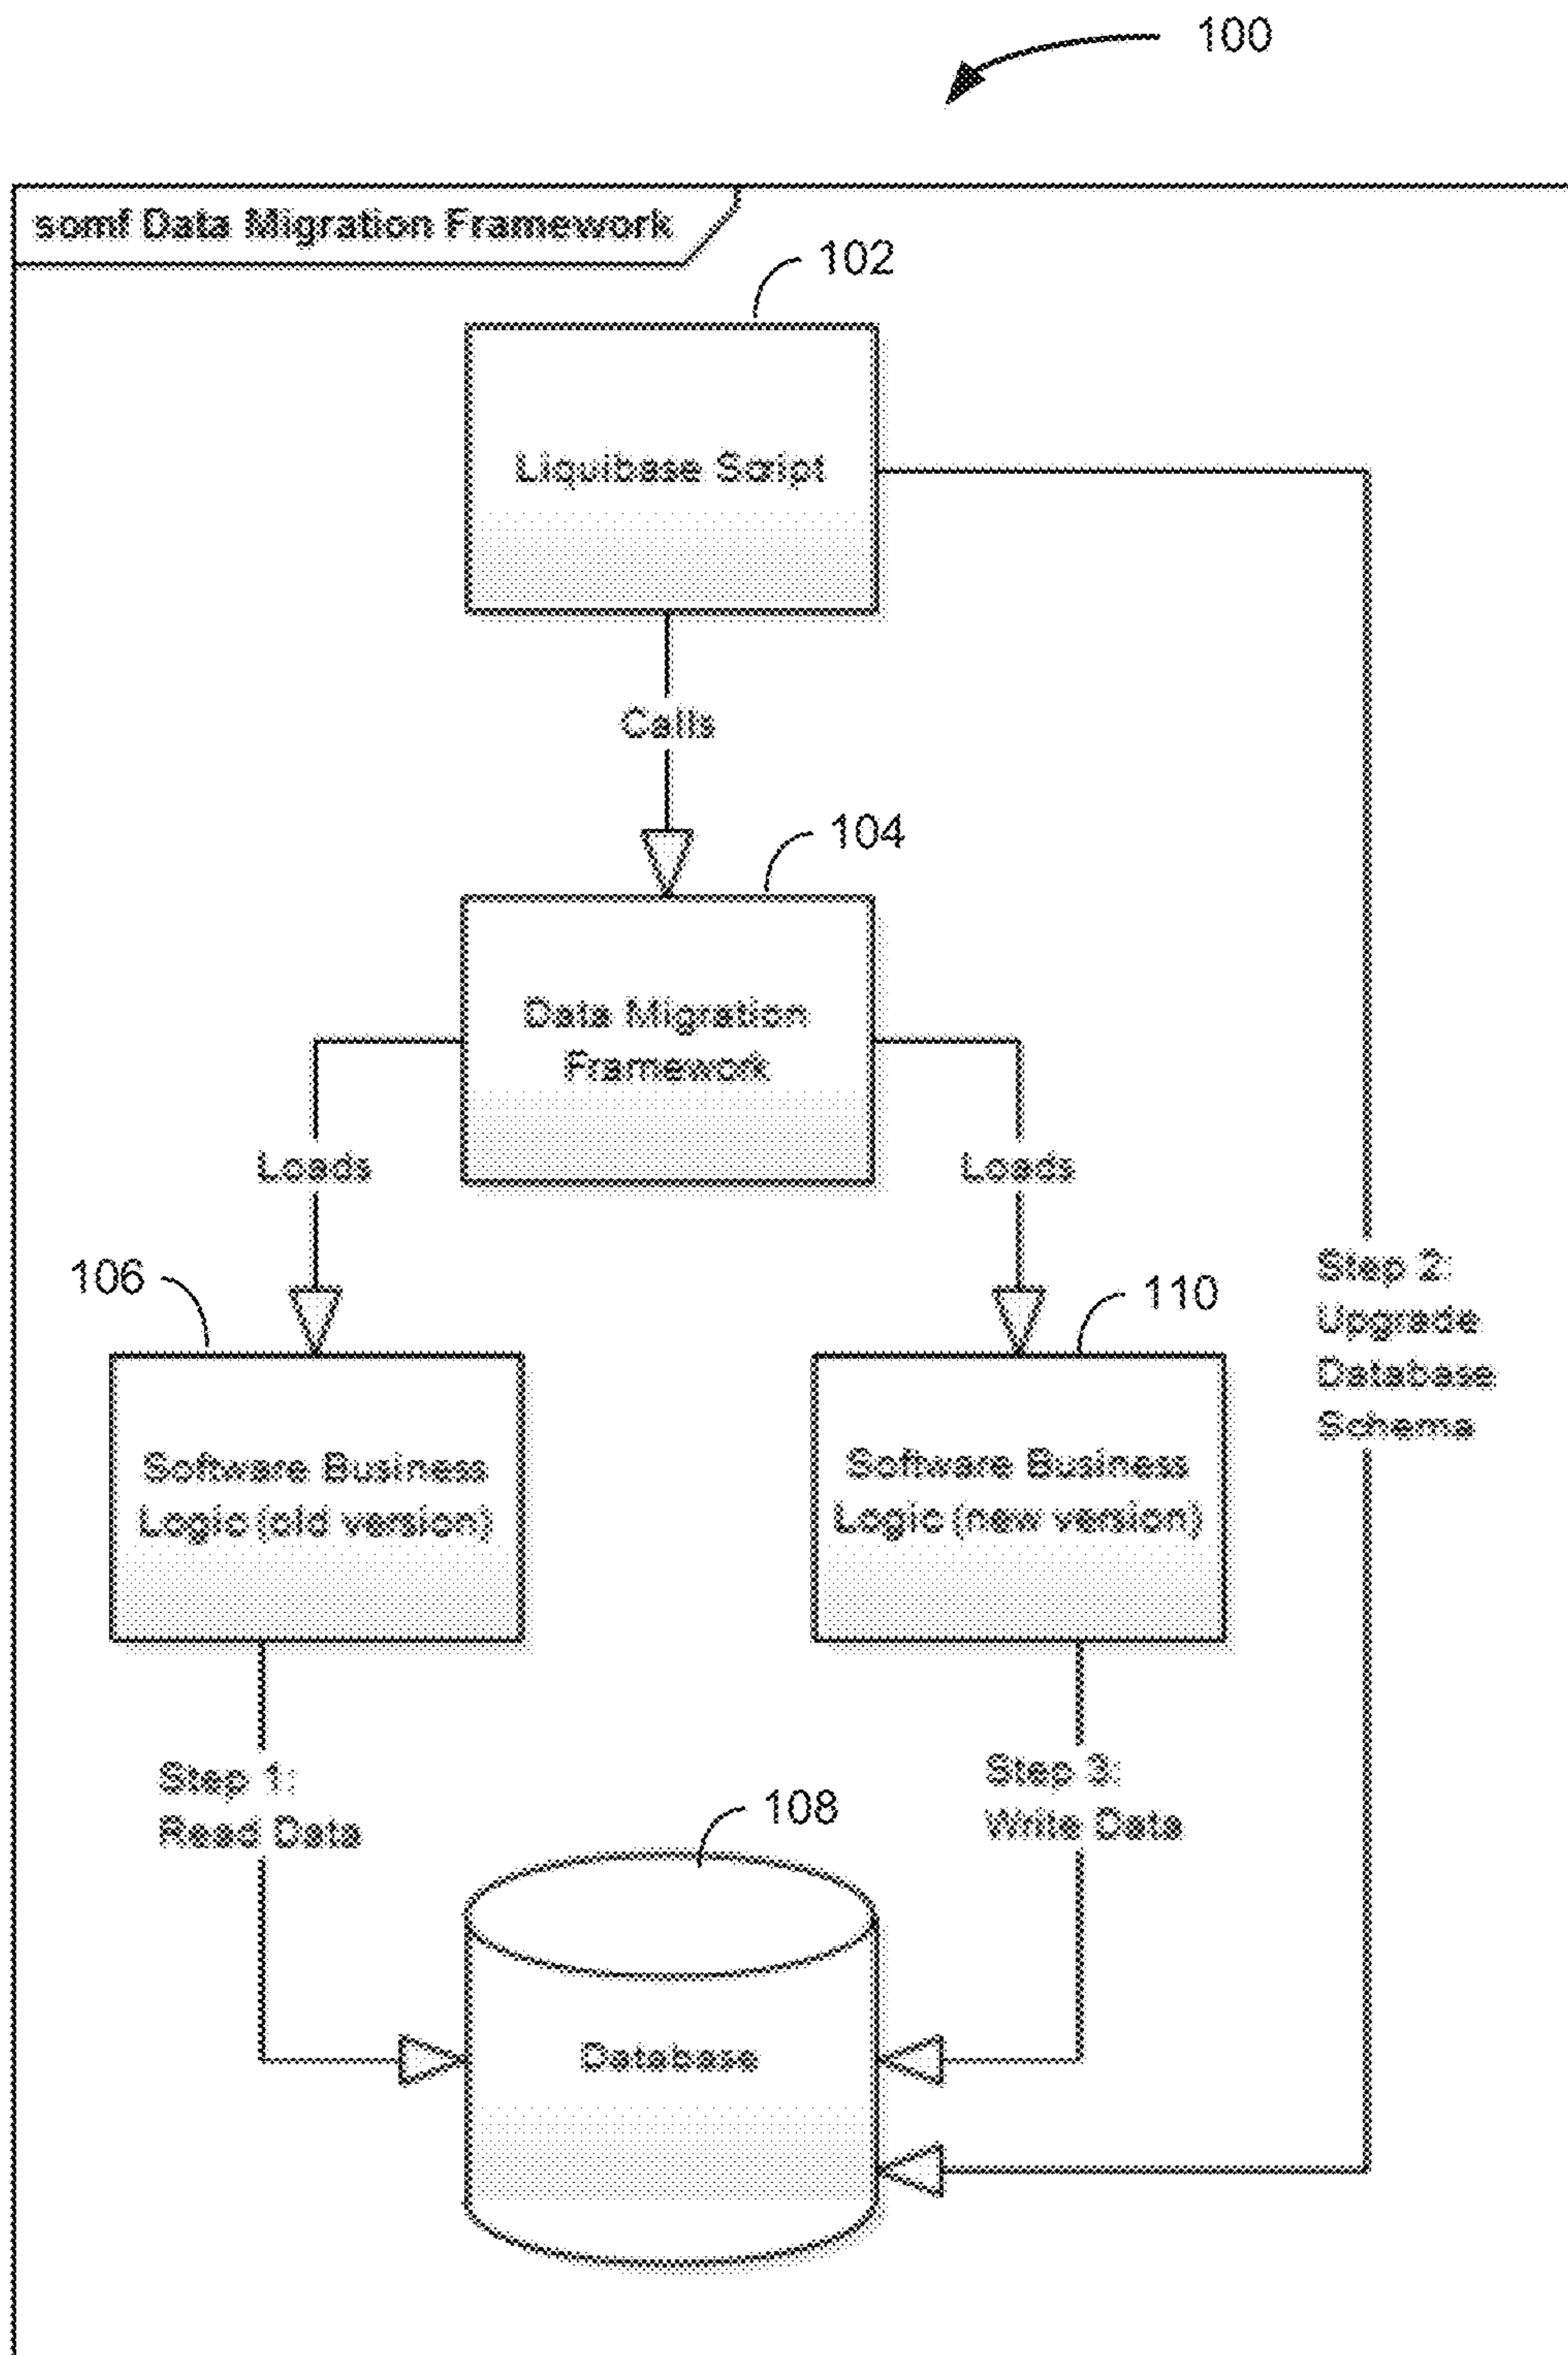 100
somf Data Migration Framework
102
Liquibase Script
Calls
104
Data Migration
Framework
Loads
Loads
106
110
Step 2:
Upgrade
Database
Schema
Software Business
Logic (old version)
Software Business
Logic (new version)
Step 1:
Read Data
Step 3:
Write Data
108
Database